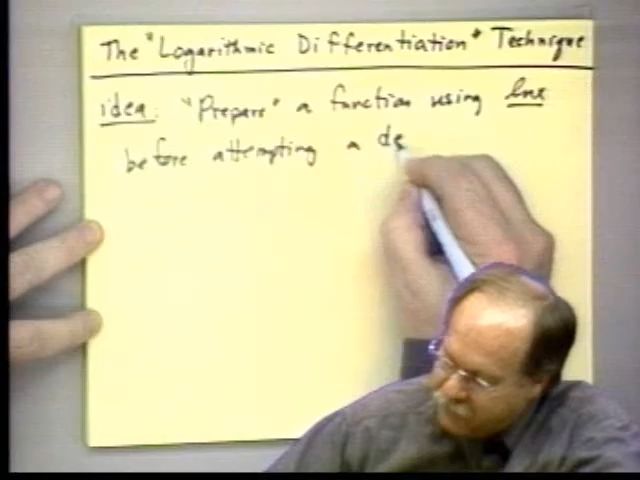 The "Logarithmic Differentiation" Technique
idea: "Prepare" a function using lnx
before attempting a de